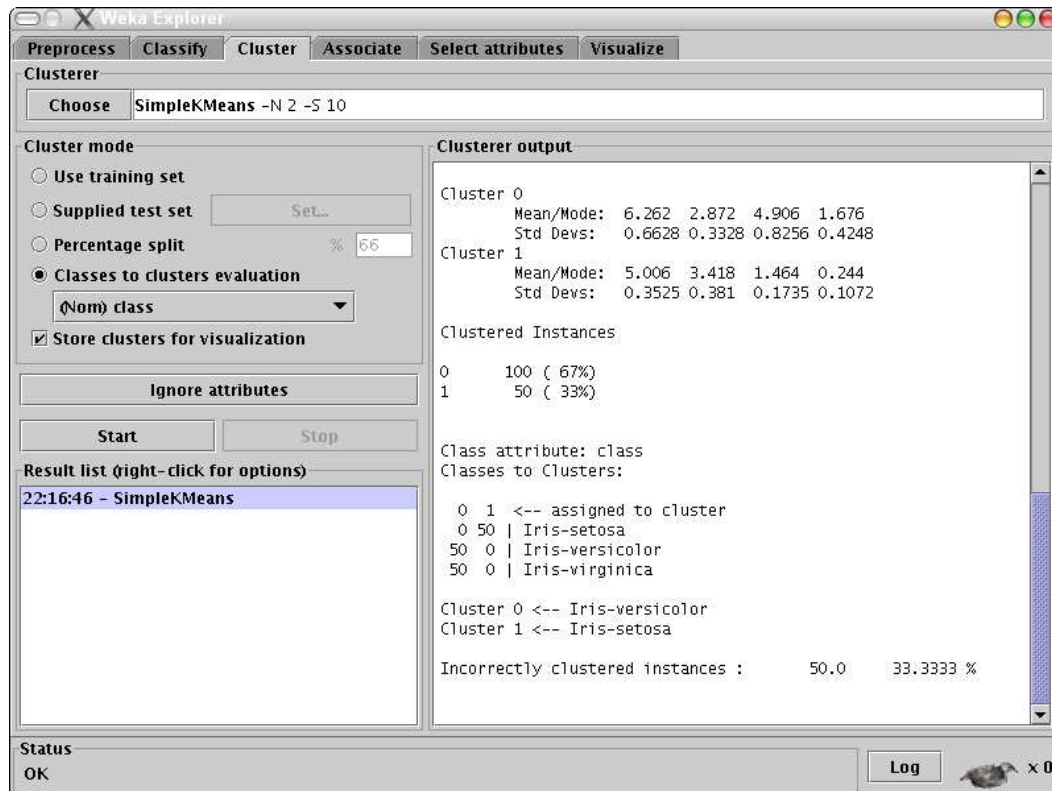 Weka Explorer
Preprocess Classify Cluster Associate Select attributes Visualize
Clusterer
Choose SimpleKMeans -N 2 -S 10
Cluster mode
Use training set
Supplied test set Set...
Percentage split % 66
Classes to clusters evaluation
(Nom) class
Store clusters for visualization
Ignore attributes
Start Stop
Result list (right-click for options)
22:16:46 - SimpleKMeans
Clusterer output
Cluster 0
Mean/Mode: 6.262 2.872 4.906 1.676
Std Devs: 0.6628 0.3328 0.8256 0.4248
Cluster 1
Mean/Mode: 5.006 3.418 1.464 0.244
Std Devs: 0.3525 0.381 0.1735 0.1072
Clustered Instances
0 100 ( 67%)
1 50 ( 33%)
Class attribute: class
Classes to Clusters:
0 1 <-- assigned to cluster
0 50 | Iris-setosa
50 0 | Iris-versicolor
50 0 | Iris-virginica
Cluster 0 <-- Iris-versicolor
Cluster 1 <-- Iris-setosa
Incorrectly clustered instances : 50.0 33.3333 %
Status
OK
Log x 0